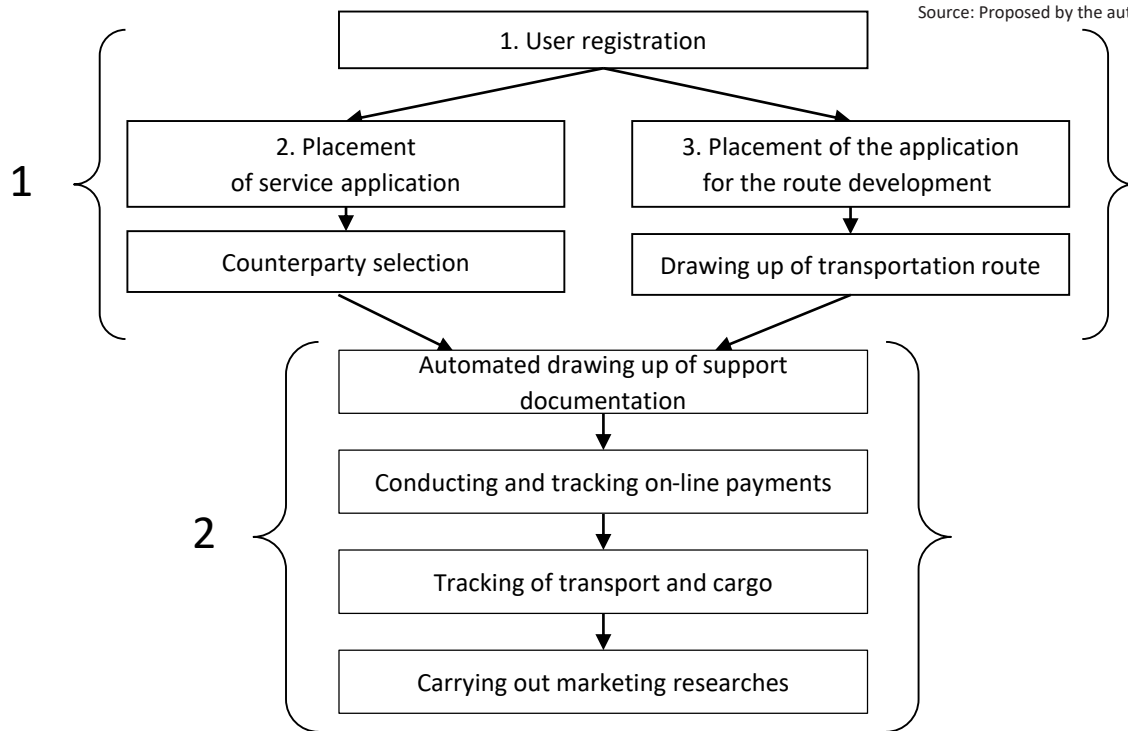 Source: Proposed by the
1. User registration
2. Placement
of service application
3. Placement of the application
for the route development
1
Counterparty selection
Drawing up of transportation route
Automated drawing up of support
documentation
Conducting and tracking on-line payments
2
Tracking of transport and cargo
Carrying out marketing researches